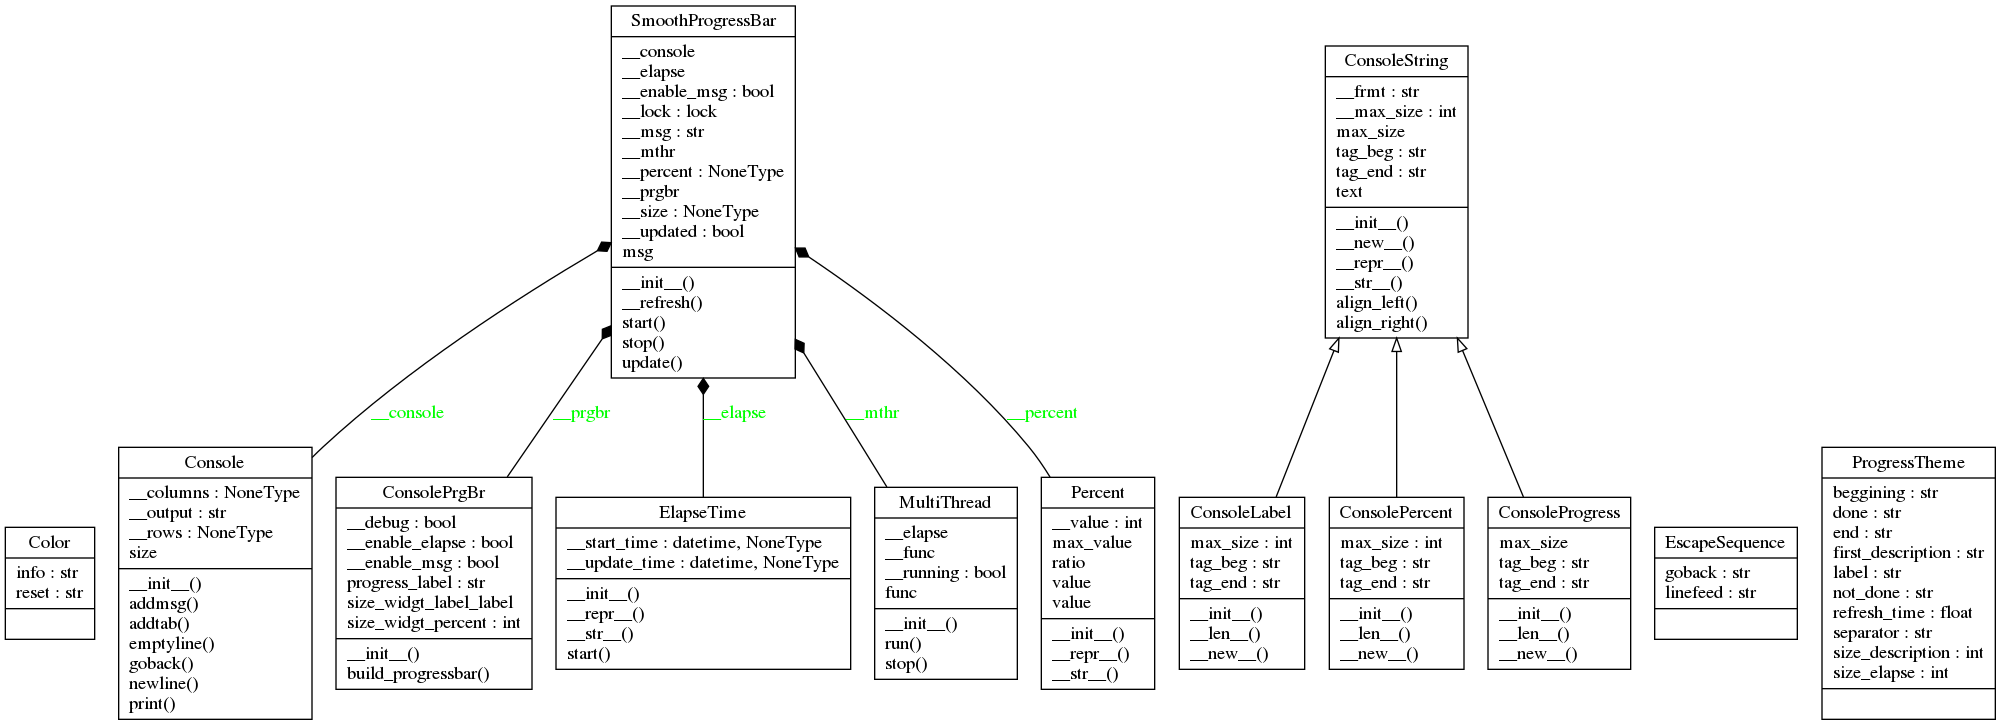 SmoothProgressBar
__console
__elapse
__enable_msg : bool
__lock : lock
__msg : str
__mthr
__percent : NoneType
__prgbr
__size : NoneType
__updated : bool
msg
__init__()
__refresh()
start()
stop()
update()
ConsoleString
__frmt : str
__max_size : int
max_size
tag_beg : str
tag_end : str
text
__init__()
__new__()
__repr__()
__str__()
align_left()
align_right()
__console
__prgbr
__elapse
__mthr
__percent
Color
info : str
reset : str
Console
__columns : NoneType
__output : str
__rows : NoneType
size
__init__()
addmsg()
addtab()
emptyline()
goback()
newline()
print()
ConsolePrgBr
__debug : bool
__enable_elapse : bool
__enable_msg : bool
progress_label : str
size_widgt_label_label
size_widgt_percent : int
__init__()
build_progressbar()
ElapseTime
__start_time : datetime, NoneType
__update_time : datetime, NoneType
__init__()
__repr__()
__str__()
start()
MultiThread
__elapse
__func
__running : bool
func
__init__()
run()
stop()
Percent
__value : int
max_value
ratio
value
value
__init__()
__repr__()
__str__()
ConsoleLabel
max_size : int
tag_beg : str
tag_end : str
__init__()
__len__()
__new__()
ConsolePercent
max_size : int
tag_beg : str
tag_end : str
__init__()
__len__()
__new__()
ConsoleProgress
max_size
tag_beg : str
tag_end : str
__init__()
__len__()
__new__()
EscapeSequence
goback : str
linefeed : str
ProgressTheme
beggining : str
done : str
end : str
first_description : str
label : str
not_done : str
refresh_time : float
separator : str
size_description : int
size_elapse : int